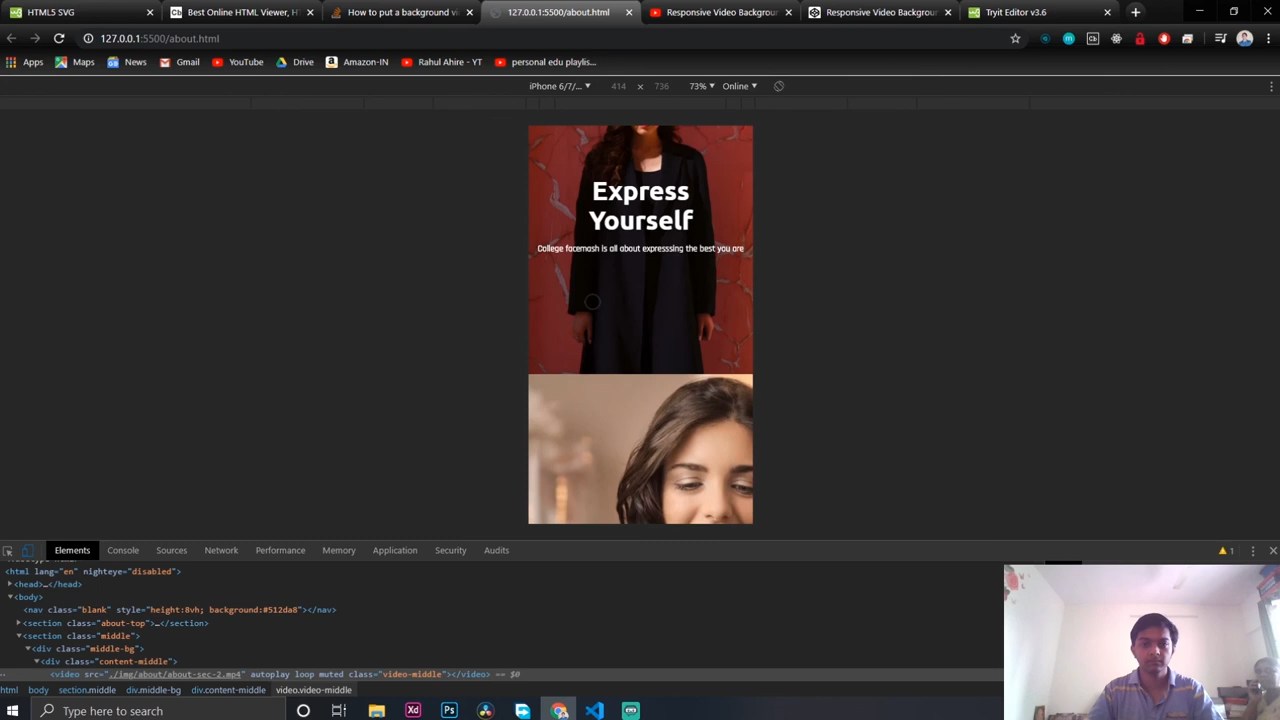 HTML5 SVG
Best Online HTML Viewer, HT
How to put a background vi
127.0.0.1:5500/about.html
Responsive Video Backgroun
Responsive Video Backgroun
Tryit Editor v3.6
127.0.0.1:5500/about.html
Apps
Maps
News
Gmail
YouTube
Drive
Amazon-IN
Rahul Ahire - YT
personal edu playlis...
iPhone 6/7/... 414 × 736 73% Online
Express
Yourself
College facemash is all about expresssing the best you are
Elements
Console
Sources
Network
Performance
Memory
Application
Security
Audits
1
<html lang="en" nighteye="disabled">
<head>…</head>
<body>
<nav class="blank" style="height:8vh; background:#512da8"></nav>
<section class="about-top">…</section>
<section class="middle">
<div class="middle-bg">
<div class="content-middle">
<video src="./img/about/about-sec-2.mp4" autoplay loop muted class="video-middle"></video> == $0
html body section.middle div.middle-bg div.content-middle video.video-middle
Type here to search